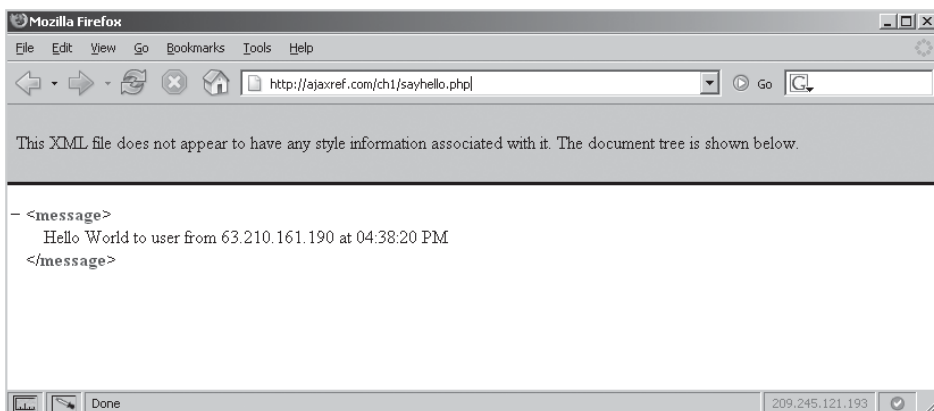 Mozilla Firefox
File Edit View Go Bookmarks Tools Help
http://ajaxref.com/ch1/sayhello.php Go G
This XML file does not appear to have any style information associated with it. The document tree is shown below.
– <message>
Hello World to user from 63.210.161.190 at 04:38:20 PM
</message>
Done 209.245.121.193